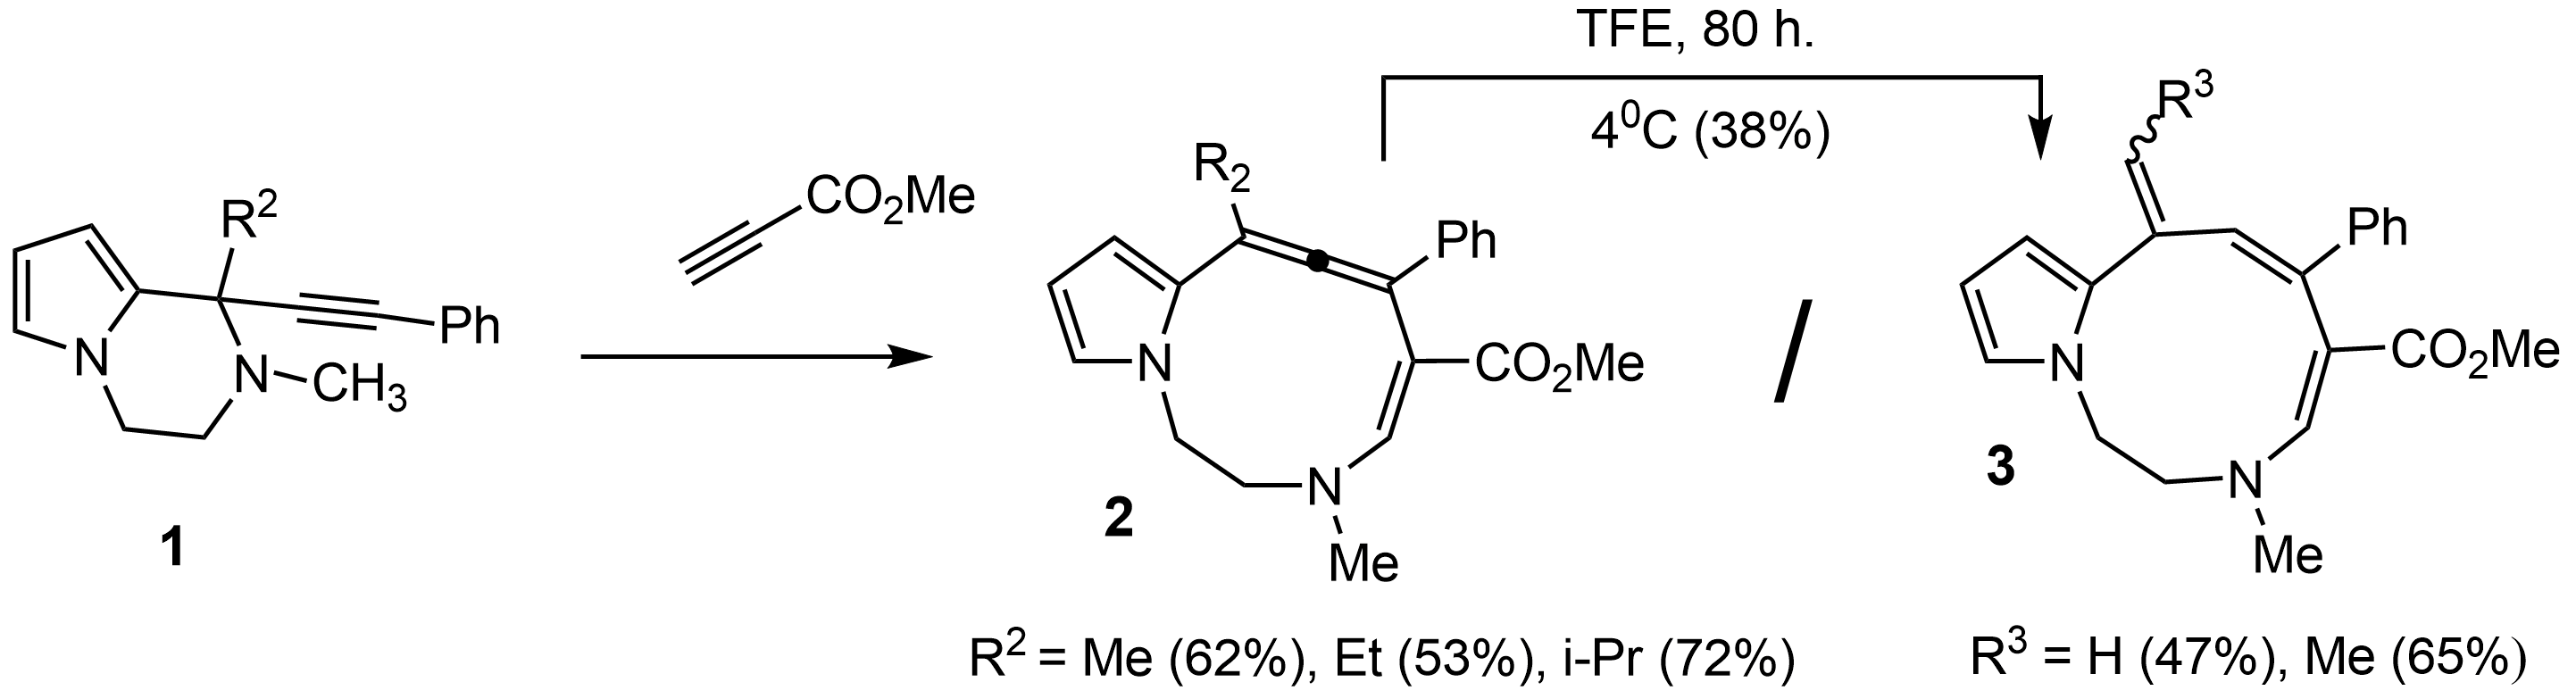 TFE, 80 h.
4⁰C (38%)
R²
N
N
CH₃
Ph
1
CO₂Me
R₂
Ph
CO₂Me
N
N
Me
2
/
R³
Ph
CO₂Me
N
N
Me
3
R² = Me (62%), Et (53%), i-Pr (72%)
R³ = H (47%), Me (65%)